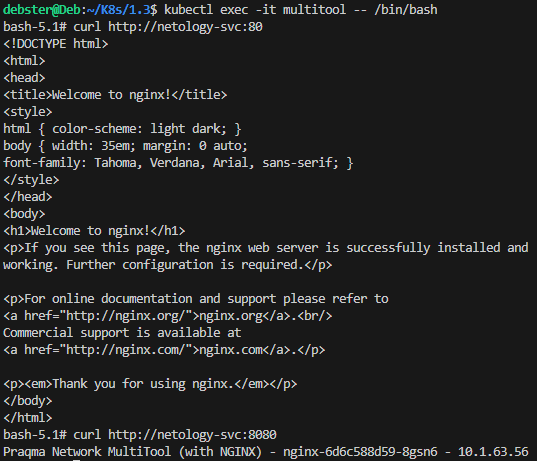 debster@Deb:~/K8s/1.3$ kubectl exec -it multitool -- /bin/bash
bash-5.1# curl http://netology-svc:80
<!DOCTYPE html>
<html>
<head>
<title>Welcome to nginx!</title>
<style>
html { color-scheme: light dark; }
body { width: 35em; margin: 0 auto;
font-family: Tahoma, Verdana, Arial, sans-serif; }
</style>
</head>
<body>
<h1>Welcome to nginx!</h1>
<p>If you see this page, the nginx web server is successfully installed and
working. Further configuration is required.</p>

<p>For online documentation and support please refer to
<a href="http://nginx.org/">nginx.org</a>.<br/>
Commercial support is available at
<a href="http://nginx.com/">nginx.com</a>.</p>

<p><em>Thank you for using nginx.</em></p>
</body>
</html>
bash-5.1# curl http://netology-svc:8080
Praqma Network MultiTool (with NGINX) - nginx-6d6c588d59-8gsn6 - 10.1.63.56